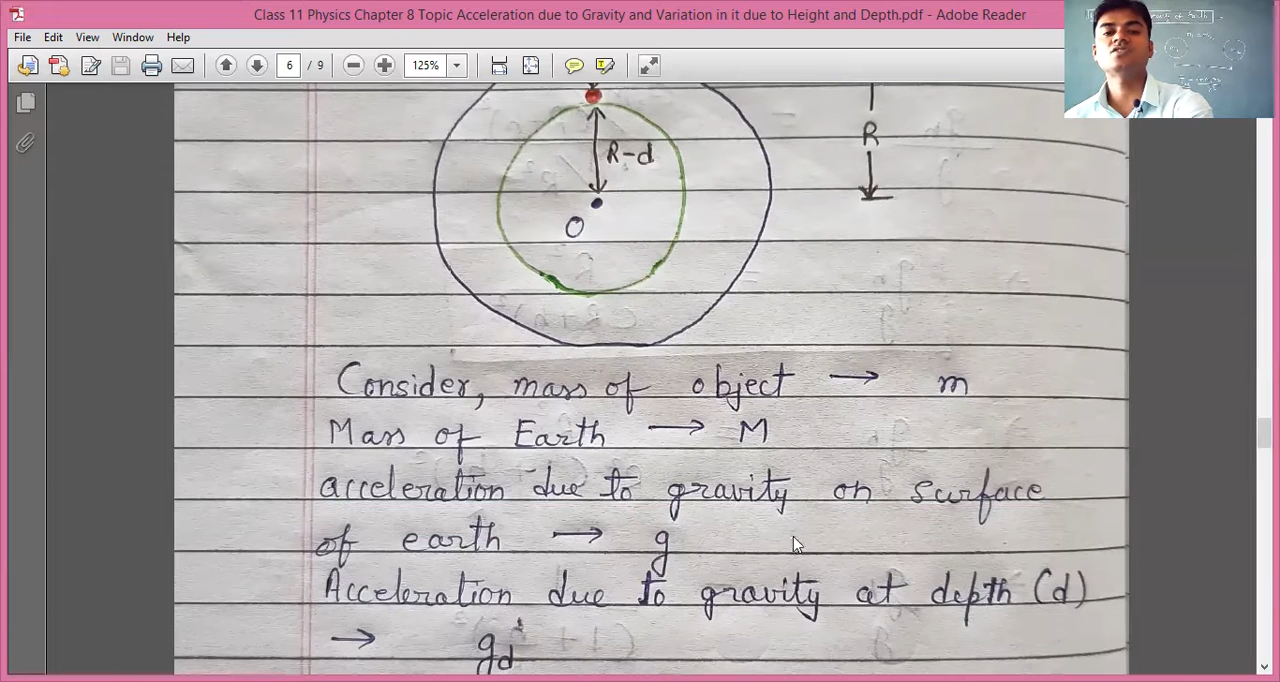 Class 11 Physics Chapter 8 Topic Acceleration due to Gravity and Variation in it due to Height and Depth.pdf - Adobe Reader
File Edit View Window Help
6 / 9 125%
R-d
R
O
Consider, mass of object → m
Mass of Earth → M
acceleration due to gravity on surface
of earth → g
Acceleration due to gravity at depth (d)
→ gd